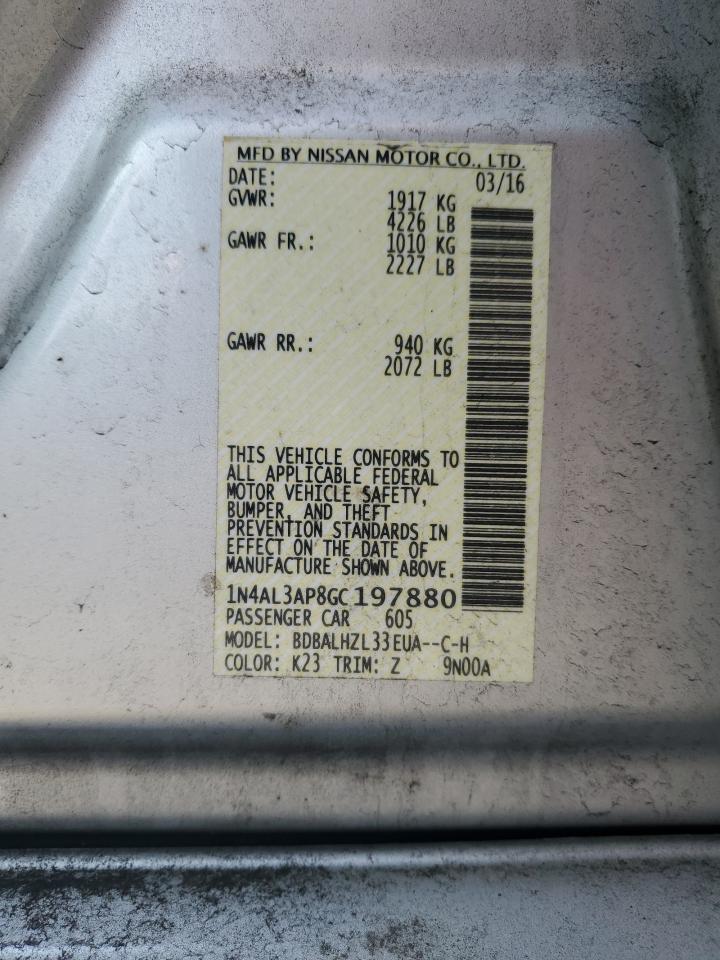 MFD BY NISSAN MOTOR CO., LTD.
DATE: 03/16
GVWR: 1917 KG
4226 LB
GAWR FR.: 1010 KG
2227 LB
GAWR RR.: 940 KG
2072 LB
THIS VEHICLE CONFORMS TO
ALL APPLICABLE FEDERAL
MOTOR VEHICLE SAFETY,
BUMPER, AND THEFT
PREVENTION STANDARDS IN
EFFECT ON THE DATE OF
MANUFACTURE SHOWN ABOVE.
1N4AL3AP8GC197880
PASSENGER CAR 605
MODEL: BDBALHZL33EUA--C-H
COLOR: K23 TRIM: Z 9N00A